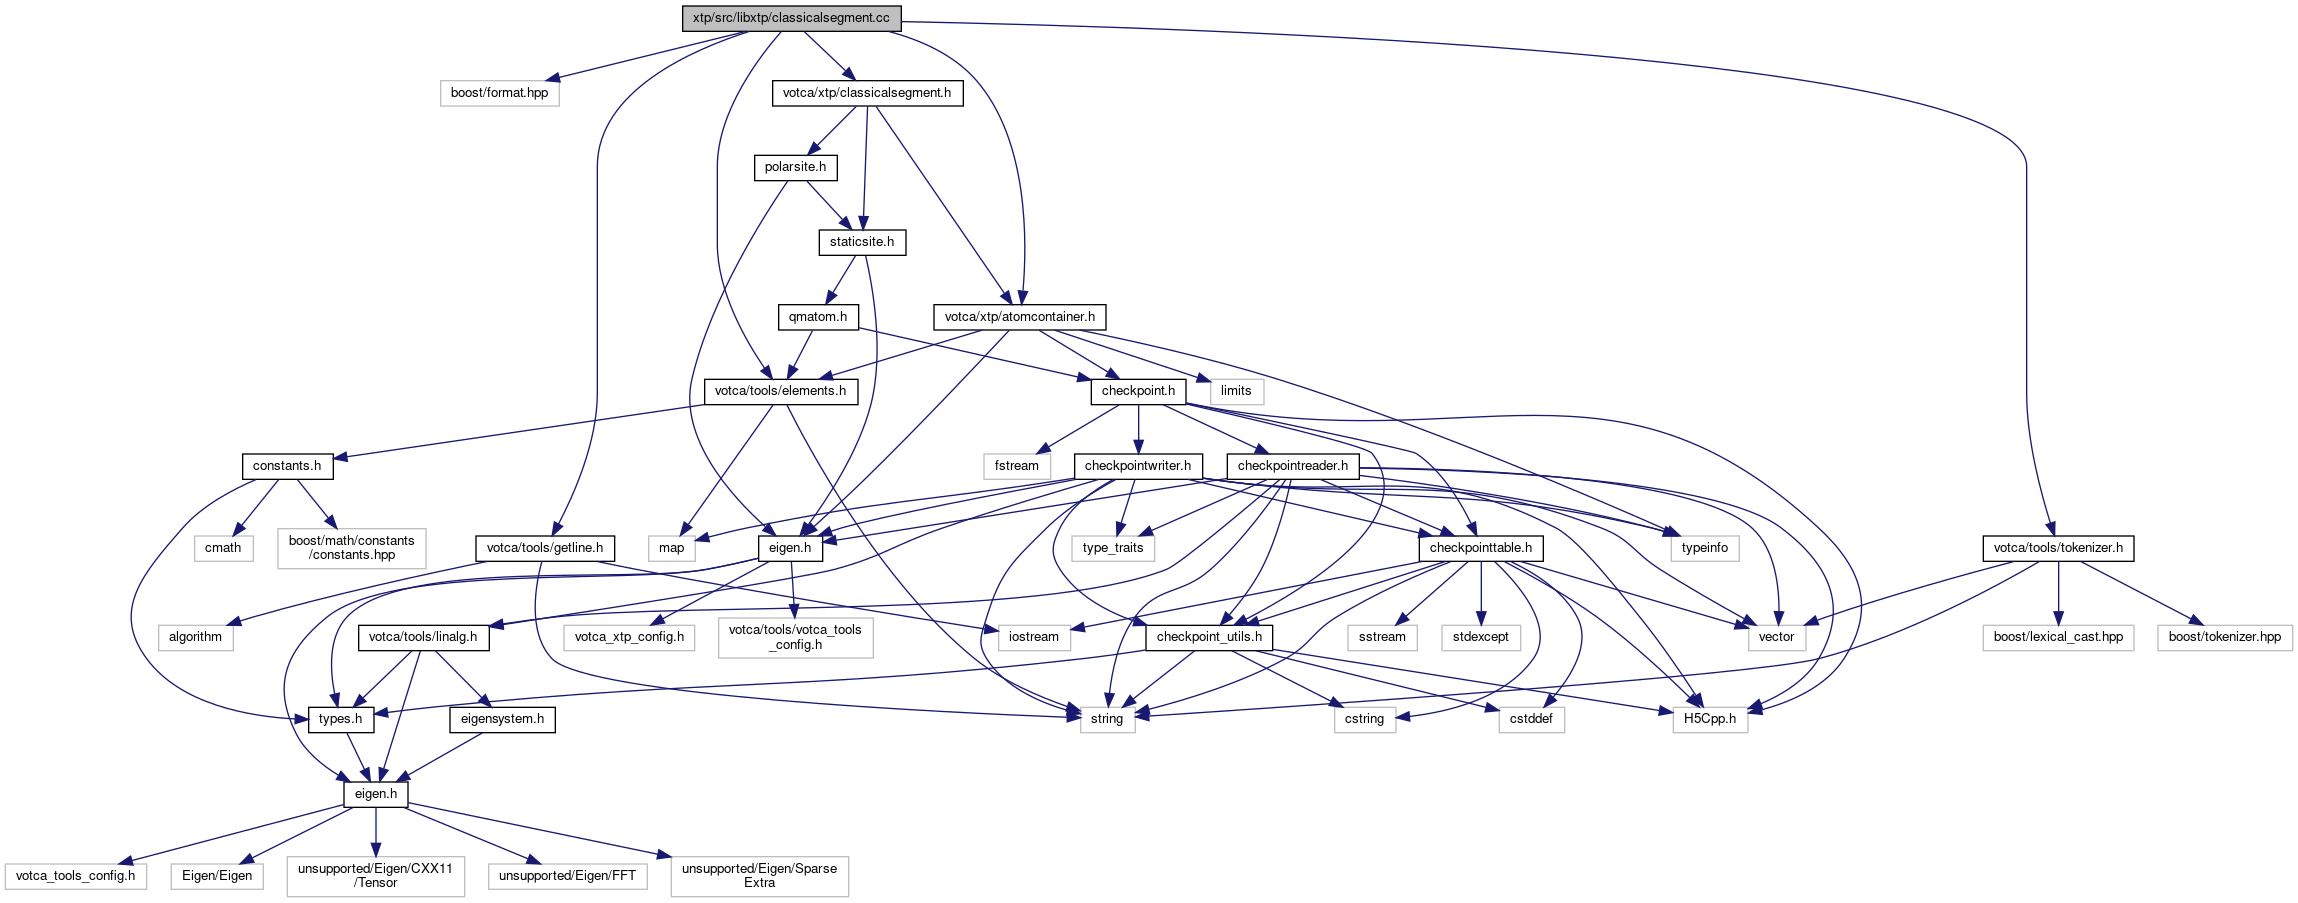 xtp/src/libxtp/classicalsegment.cc
boost/format.hpp
votca/xtp/classicalsegment.h
polarsite.h
staticsite.h
qmatom.h
votca/xtp/atomcontainer.h
votca/tools/elements.h
checkpoint.h
limits
constants.h
fstream
checkpointwriter.h
checkpointreader.h
cmath
boost/math/constants
/constants.hpp
votca/tools/getline.h
map
eigen.h
type_traits
checkpointtable.h
typeinfo
votca/tools/tokenizer.h
algorithm
votca/tools/linalg.h
votca_xtp_config.h
votca/tools/votca_tools
_config.h
iostream
checkpoint_utils.h
sstream
stdexcept
vector
boost/lexical_cast.hpp
boost/tokenizer.hpp
types.h
eigensystem.h
string
cstring
cstddef
H5Cpp.h
eigen.h
votca_tools_config.h
Eigen/Eigen
unsupported/Eigen/CXX11
/Tensor
unsupported/Eigen/FFT
unsupported/Eigen/Sparse
Extra